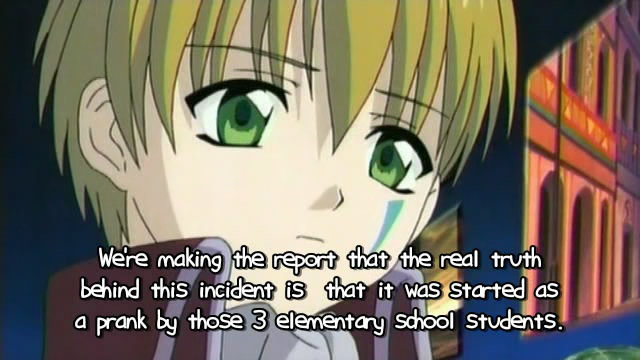 We're making the report that the real truth
behind this incident is that it was started as
a prank by those 3 elementary school students.